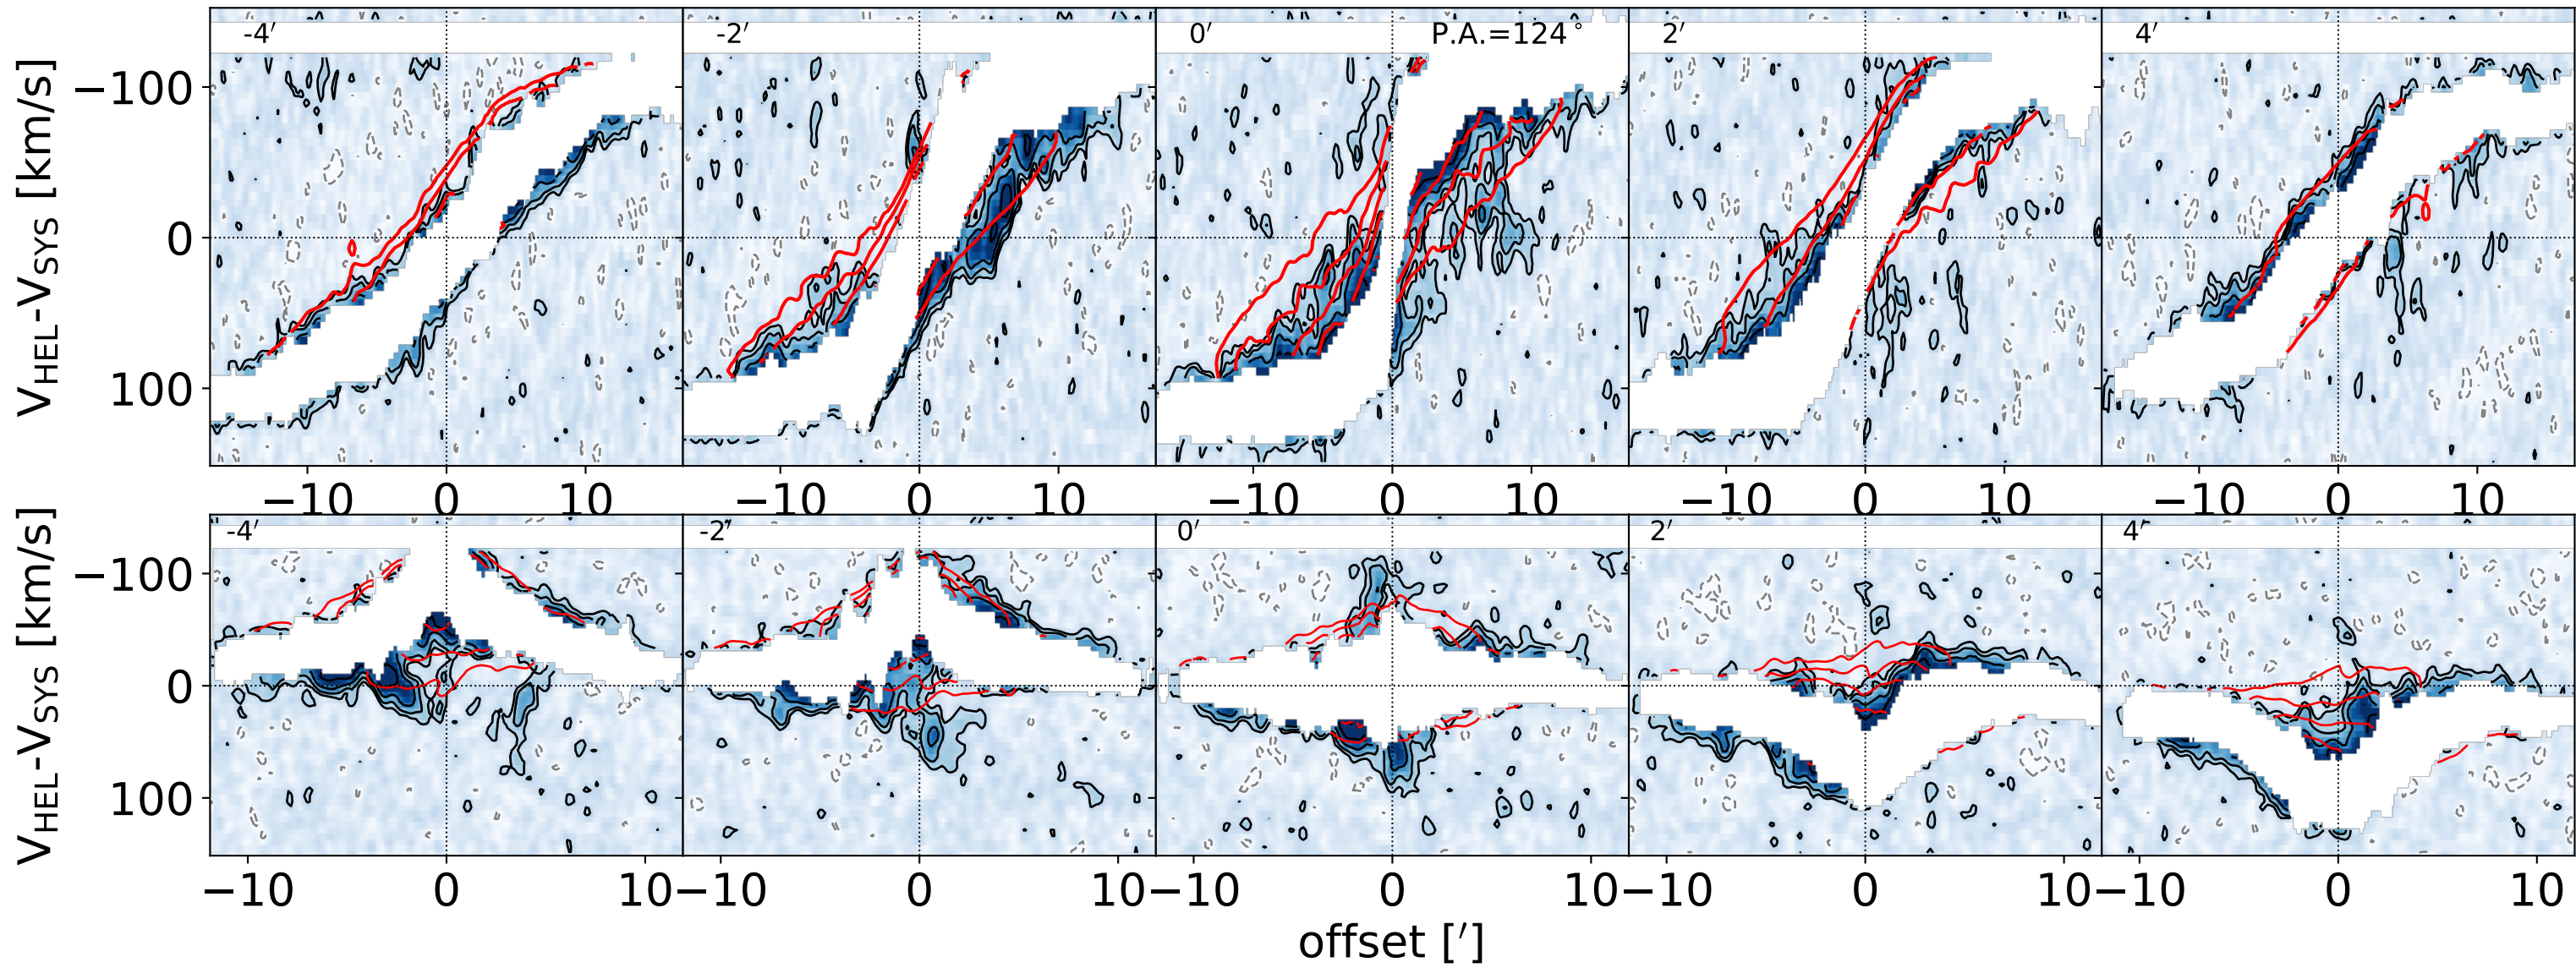 -4′ -2′ 0′ P.A.=124° 2′ 4′
V_HEL-V_SYS [km/s]
−100
0
100
−10 0 10 −10 0 10 −10 0 10 −10 0 10 −10 0 10
-4′ -2′ 0′ 2′ 4′
V_HEL-V_SYS [km/s]
−100
0
100
−10 0 10 −10 0 10 −10 0 10 −10 0 10 −10 0 10
offset [′]